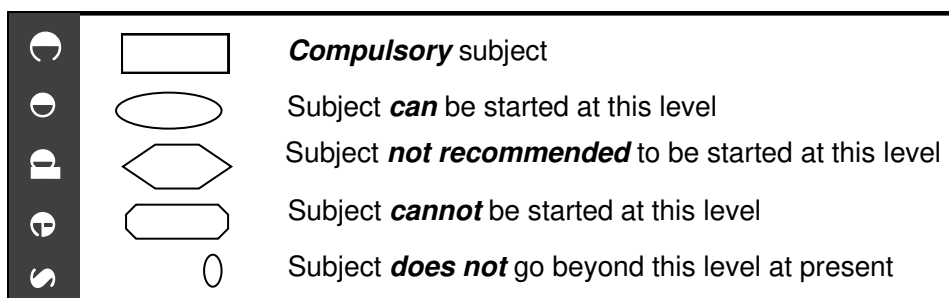 Codes
Compulsory subject
Subject can be started at this level
Subject not recommended to be started at this level
Subject cannot be started at this level
Subject does not go beyond this level at present